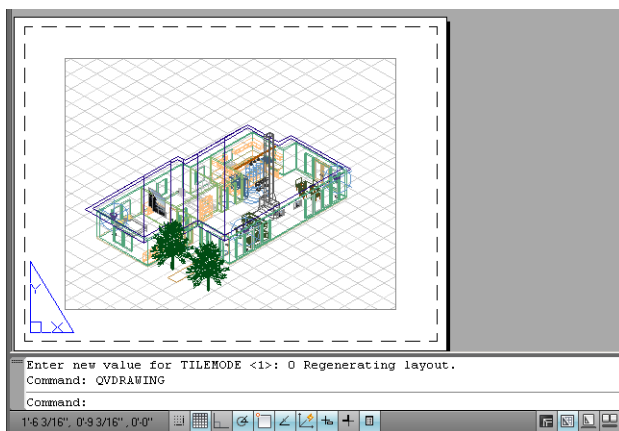 Y
X
Enter new value for TILEMODE <1>: 0 Regenerating layout.
Command: QVDRAWING
Command:
1'-6 3/16", 0'-9 3/16" , 0'-0"